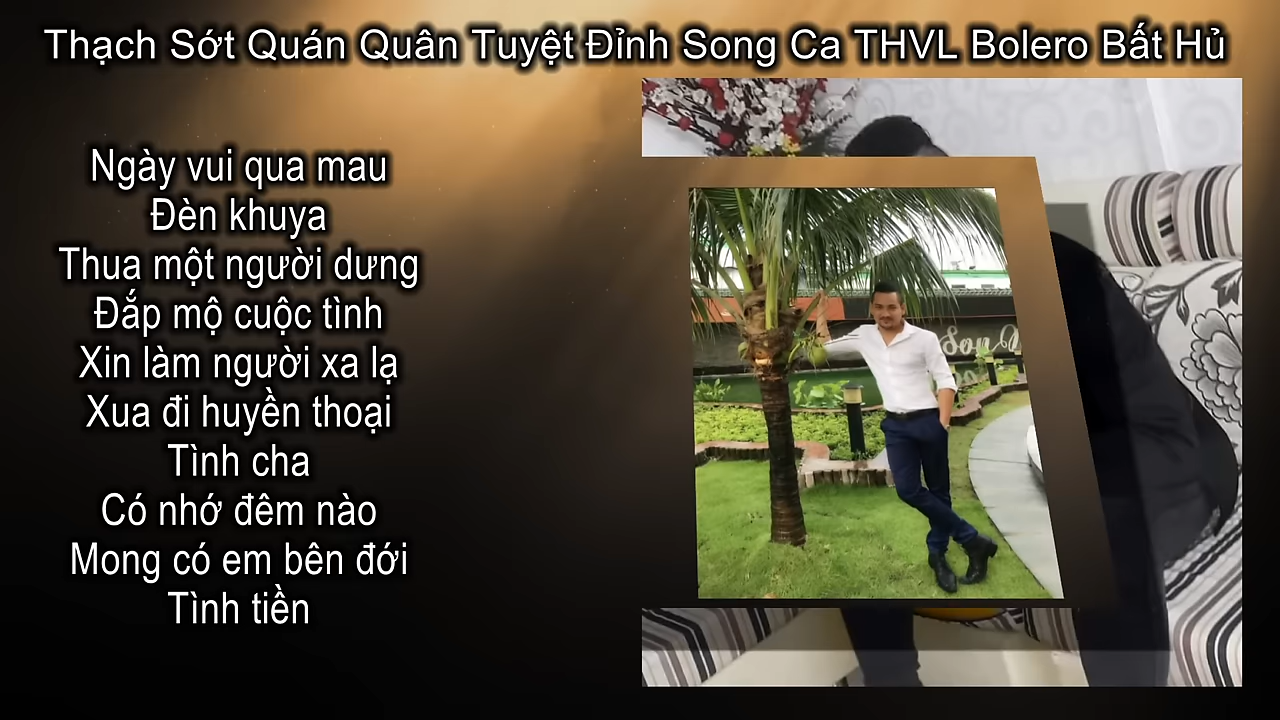 Thạch Sớt Quán Quân Tuyệt Đỉnh Song Ca THVL Bolero Bất Hủ
Ngày vui qua mau
Đèn khuya
Thua một người dưng
Đắp mộ cuộc tình
Xin làm người xa lạ
Xua đi huyền thoại
Tình cha
Có nhớ đêm nào
Mong có em bên đới
Tình tiền
Son